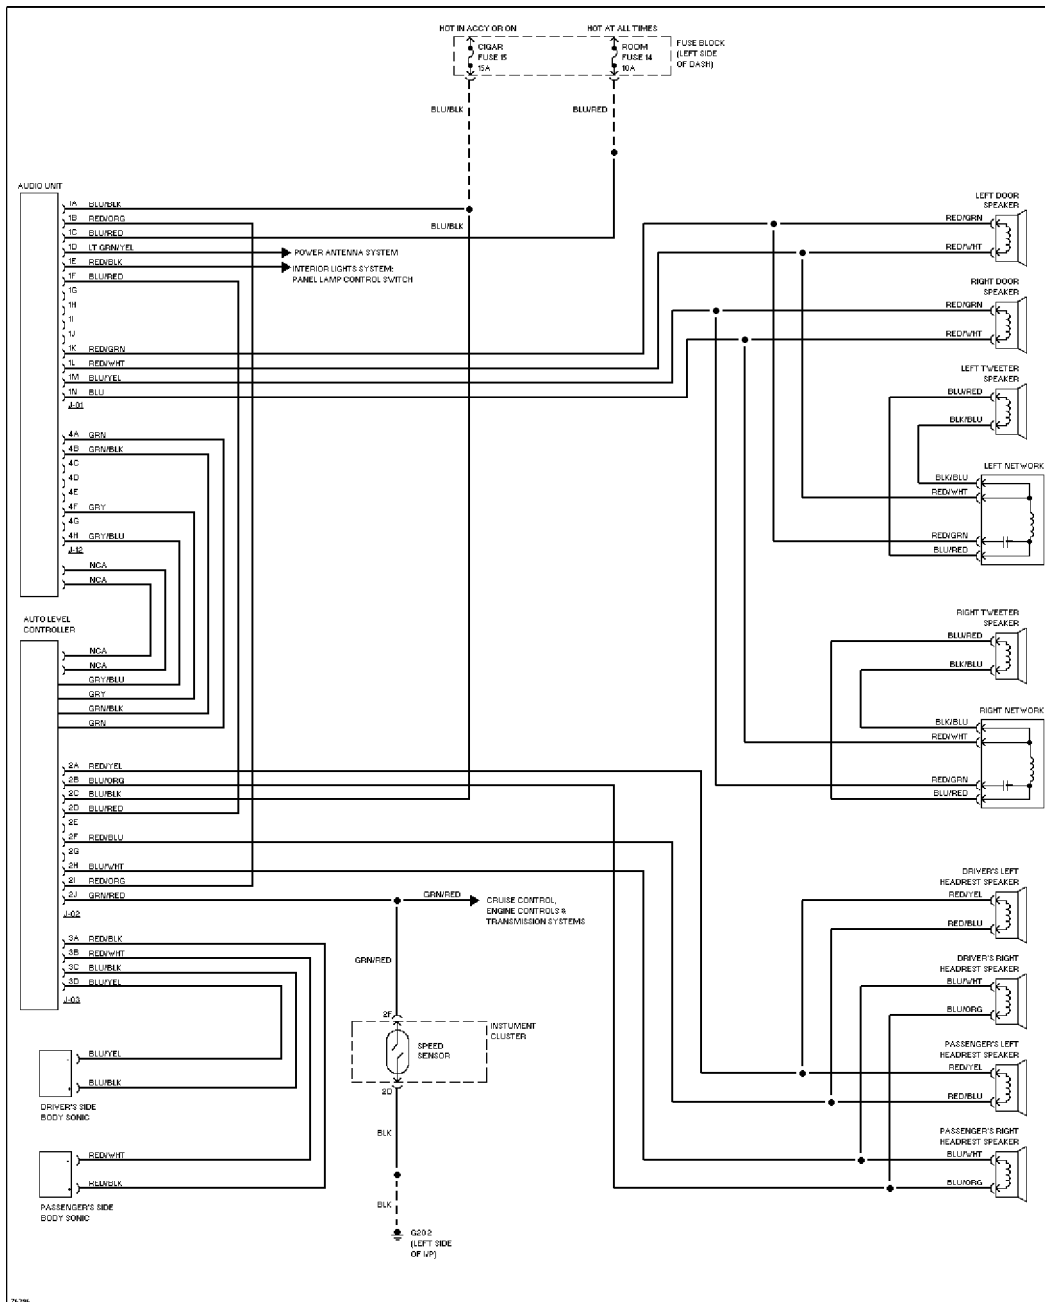 HOT IN ACCY OR ON
HOT AT ALL TIMES
CIGAR
FUSE 15
15A
ROOM
FUSE 14
10A
FUSE BLOCK
(LEFT SIDE
OF DASH)
BLU/BLK
BLU/RED
AUDIO UNIT
1A BLU/BLK
1B RED/ORG
1C BLU/RED
BLU/BLK
1D LT GRN/YEL
POWER ANTENNA SYSTEM
1E RED/BLK
INTERIOR LIGHTS SYSTEM:
PANEL LAMP CONTROL SWITCH
1F BLU/RED
1G
1H
1I
1J
1K RED/GRN
1L RED/WHT
1M BLU/YEL
1N BLU
J-01
4A GRN
4B GRN/BLK
4C
4D
4E
4F GRY
4G
4H GRY/BLU
J-12
NCA
NCA
AUTO LEVEL
CONTROLLER
NCA
NCA
GRY/BLU
GRY
GRN/BLK
GRN
2A RED/YEL
2B BLU/ORG
2C BLU/BLK
2D BLU/RED
2E
2F RED/BLU
2G
2H BLU/WHT
2I RED/ORG
2J GRN/RED
J-02
GRN/RED
CRUISE CONTROL,
ENGINE CONTROLS &
TRANSMISSION SYSTEMS
3A RED/BLK
3B RED/WHT
3C BLU/BLK
3D BLU/YEL
J-03
GRN/RED
2F
INSTUMENT
CLUSTER
SPEED
SENSOR
2D
BLK
BLK
G202
(LEFT SIDE
OF I/P)
BLU/YEL
BLU/BLK
DRIVER'S SIDE
BODY SONIC
RED/WHT
RED/BLK
PASSENGER'S SIDE
BODY SONIC
LEFT DOOR
SPEAKER
RED/GRN
RED/WHT
RIGHT DOOR
SPEAKER
RED/GRN
RED/WHT
LEFT TWEETER
SPEAKER
BLU/RED
BLK/BLU
LEFT NETWORK
BLK/BLU
RED/WHT
RED/GRN
BLU/RED
RIGHT TWEETER
SPEAKER
BLU/RED
BLK/BLU
RIGHT NETWORK
BLK/BLU
RED/WHT
RED/GRN
BLU/RED
DRIVER'S LEFT
HEADREST SPEAKER
RED/YEL
RED/BLU
DRIVER'S RIGHT
HEADREST SPEAKER
BLU/WHT
BLU/ORG
PASSENGER'S LEFT
HEADREST SPEAKER
RED/YEL
RED/BLU
PASSENGER'S RIGHT
HEADREST SPEAKER
BLU/WHT
BLU/ORG